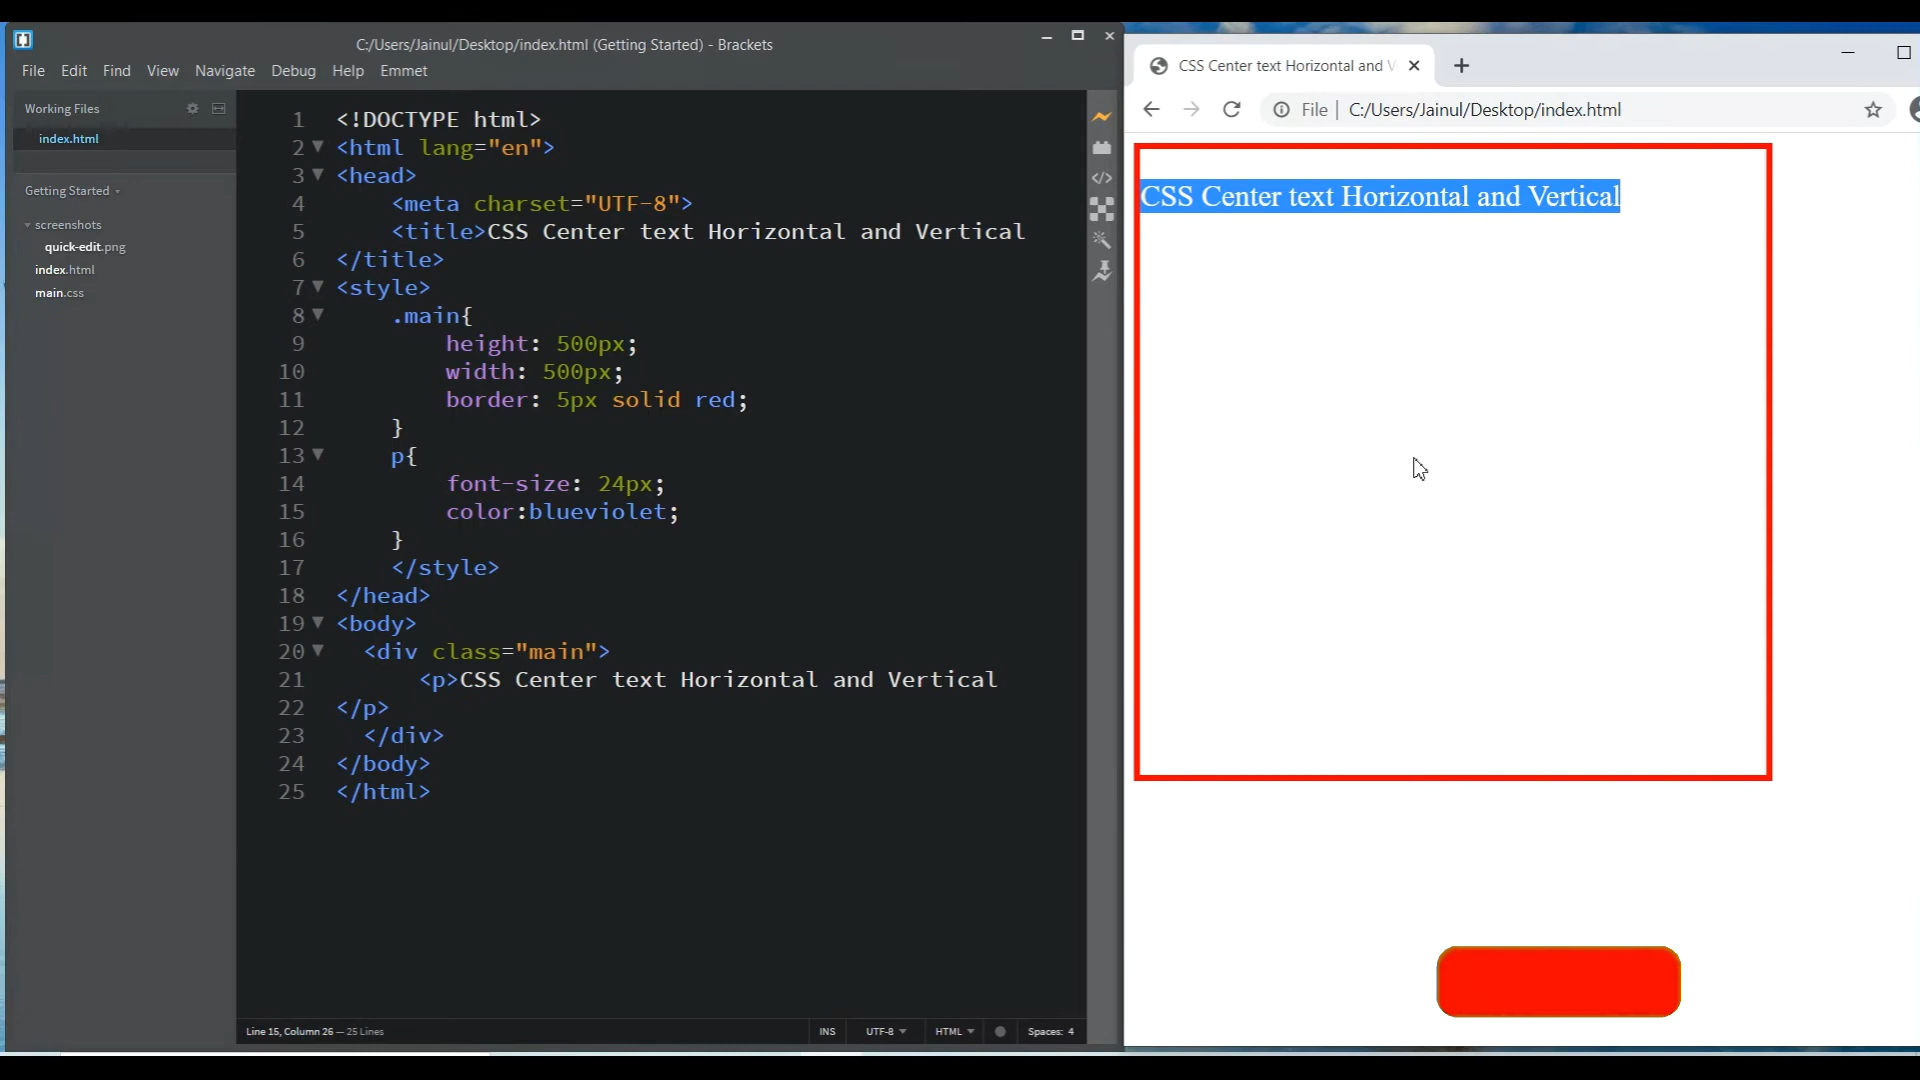 C:/Users/Jainul/Desktop/index.html (Getting Started) - Brackets
File Edit Find View Navigate Debug Help Emmet
Working Files
index.html
Getting Started
screenshots
quick-edit.png
index.html
main.css
1 <!DOCTYPE html>
2 <html lang="en">
3 <head>
4 <meta charset="UTF-8">
5 <title>CSS Center text Horizontal and Vertical
6 </title>
7 <style>
8 .main{
9 height: 500px;
10 width: 500px;
11 border: 5px solid red;
12 }
13 p{
14 font-size: 24px;
15 color:blueviolet;
16 }
17 </style>
18 </head>
19 <body>
20 <div class="main">
21 <p>CSS Center text Horizontal and Vertical
22 </p>
23 </div>
24 </body>
25 </html>
Line 15, Column 26 — 25 Lines
INS UTF-8 HTML Spaces: 4
CSS Center text Horizontal and V
File | C:/Users/Jainul/Desktop/index.html
CSS Center text Horizontal and Vertical